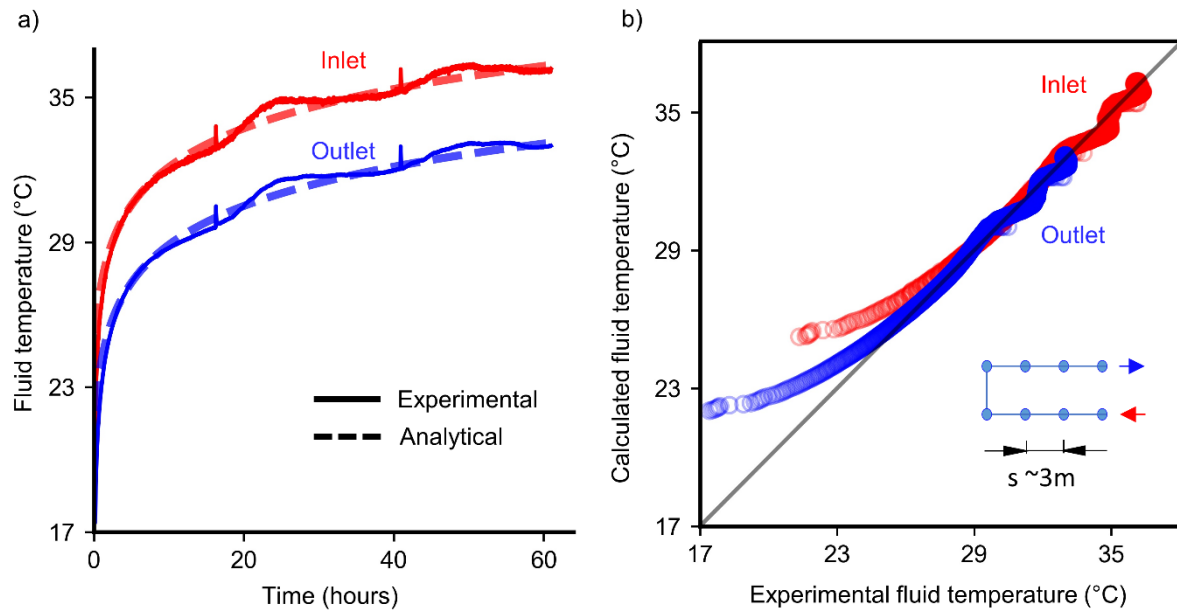 a)
Fluid temperature (°C)
35
29
23
17
0
20
40
60
Time (hours)
Inlet
Outlet
Experimental
Analytical
b)
Calculated fluid temperature (°C)
35
29
23
17
17
23
29
35
Experimental fluid temperature (°C)
Inlet
Outlet
s ~3m